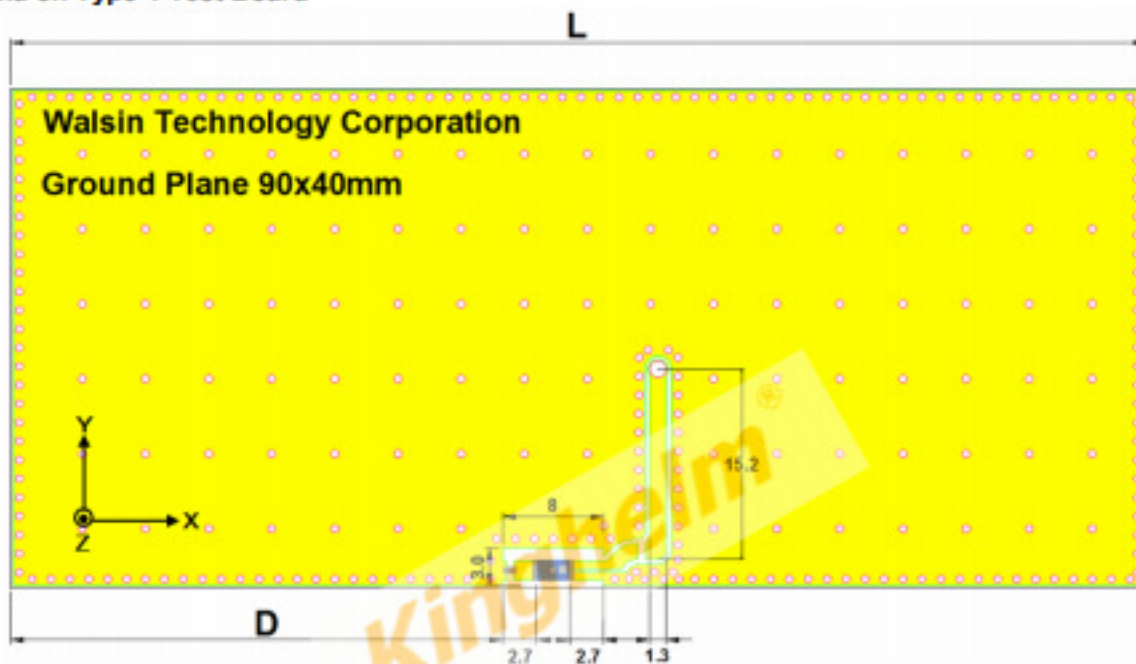 L
Walsin Technology Corporation
Ground Plane 90x40mm
15.2
Y
X
Z
8
3.0
Kinghelm ®
D
2.7 2.7 1.3